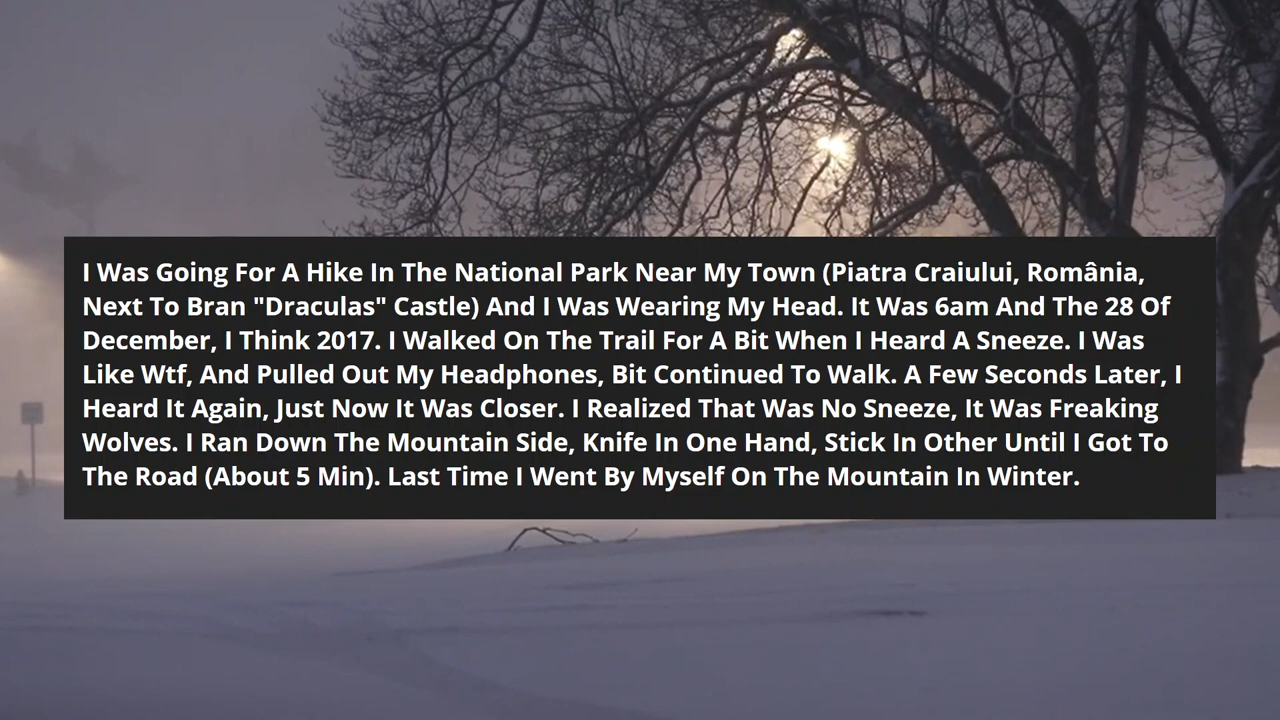 I Was Going For A Hike In The National Park Near My Town (Piatra Craiului, România,
Next To Bran "Draculas" Castle) And I Was Wearing My Head. It Was 6am And The 28 Of
December, I Think 2017. I Walked On The Trail For A Bit When I Heard A Sneeze. I Was
Like Wtf, And Pulled Out My Headphones, Bit Continued To Walk. A Few Seconds Later, I
Heard It Again, Just Now It Was Closer. I Realized That Was No Sneeze, It Was Freaking
Wolves. I Ran Down The Mountain Side, Knife In One Hand, Stick In Other Until I Got To
The Road (About 5 Min). Last Time I Went By Myself On The Mountain In Winter.